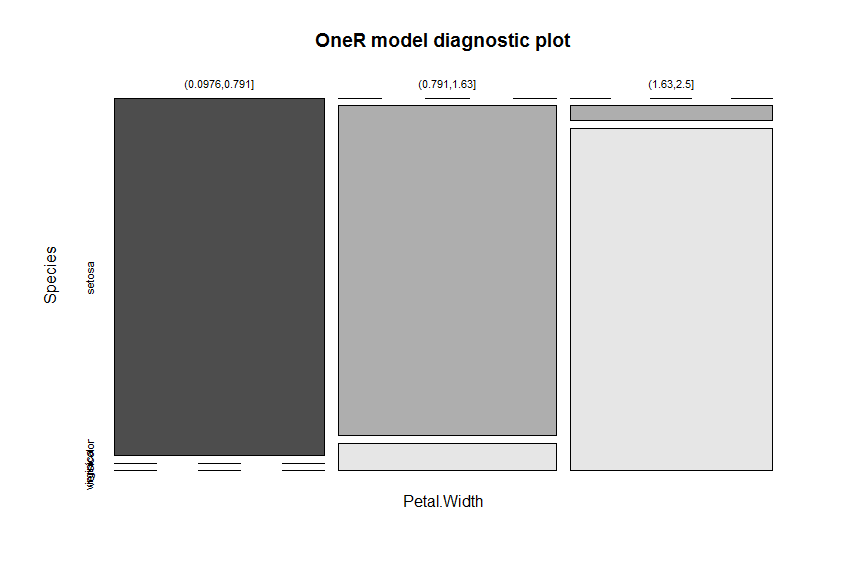 OneR model diagnostic plot
(0.0976,0.791]
(0.791,1.63]
(1.63,2.5]
Species
setosa
Petal.Width